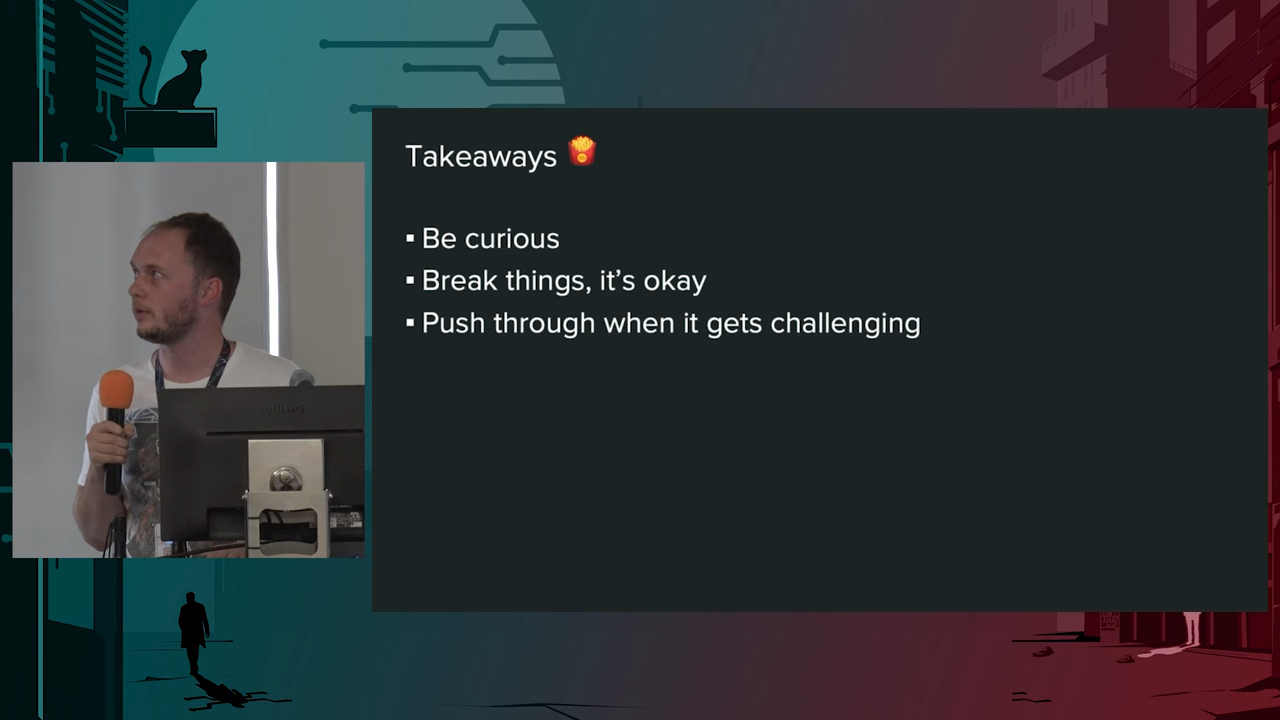 Takeaways 🍟
▪ Be curious
▪ Break things, it’s okay
▪ Push through when it gets challenging
PHILIPS